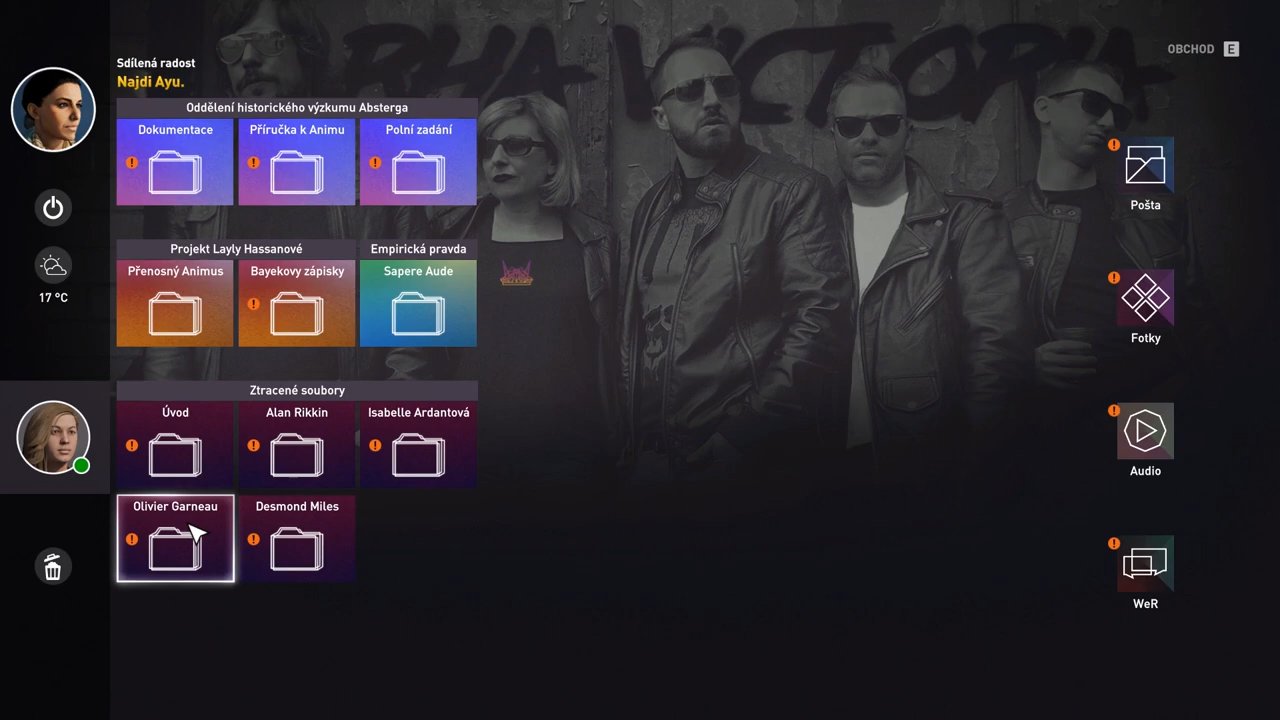 Sdílená radost
Najdi Ayu.
OBCHOD E
Oddělení historického výzkumu Absterga
Dokumentace
Příručka k Animu
Polní zadání
Projekt Layly Hassanové
Empirická pravda
Přenosný Animus
Bayekovy zápisky
Sapere Aude
17 °C
Ztracené soubory
Úvod
Alan Rikkin
Isabelle Ardantová
Olivier Garneau
Desmond Miles
Pošta
Fotky
Audio
WeR